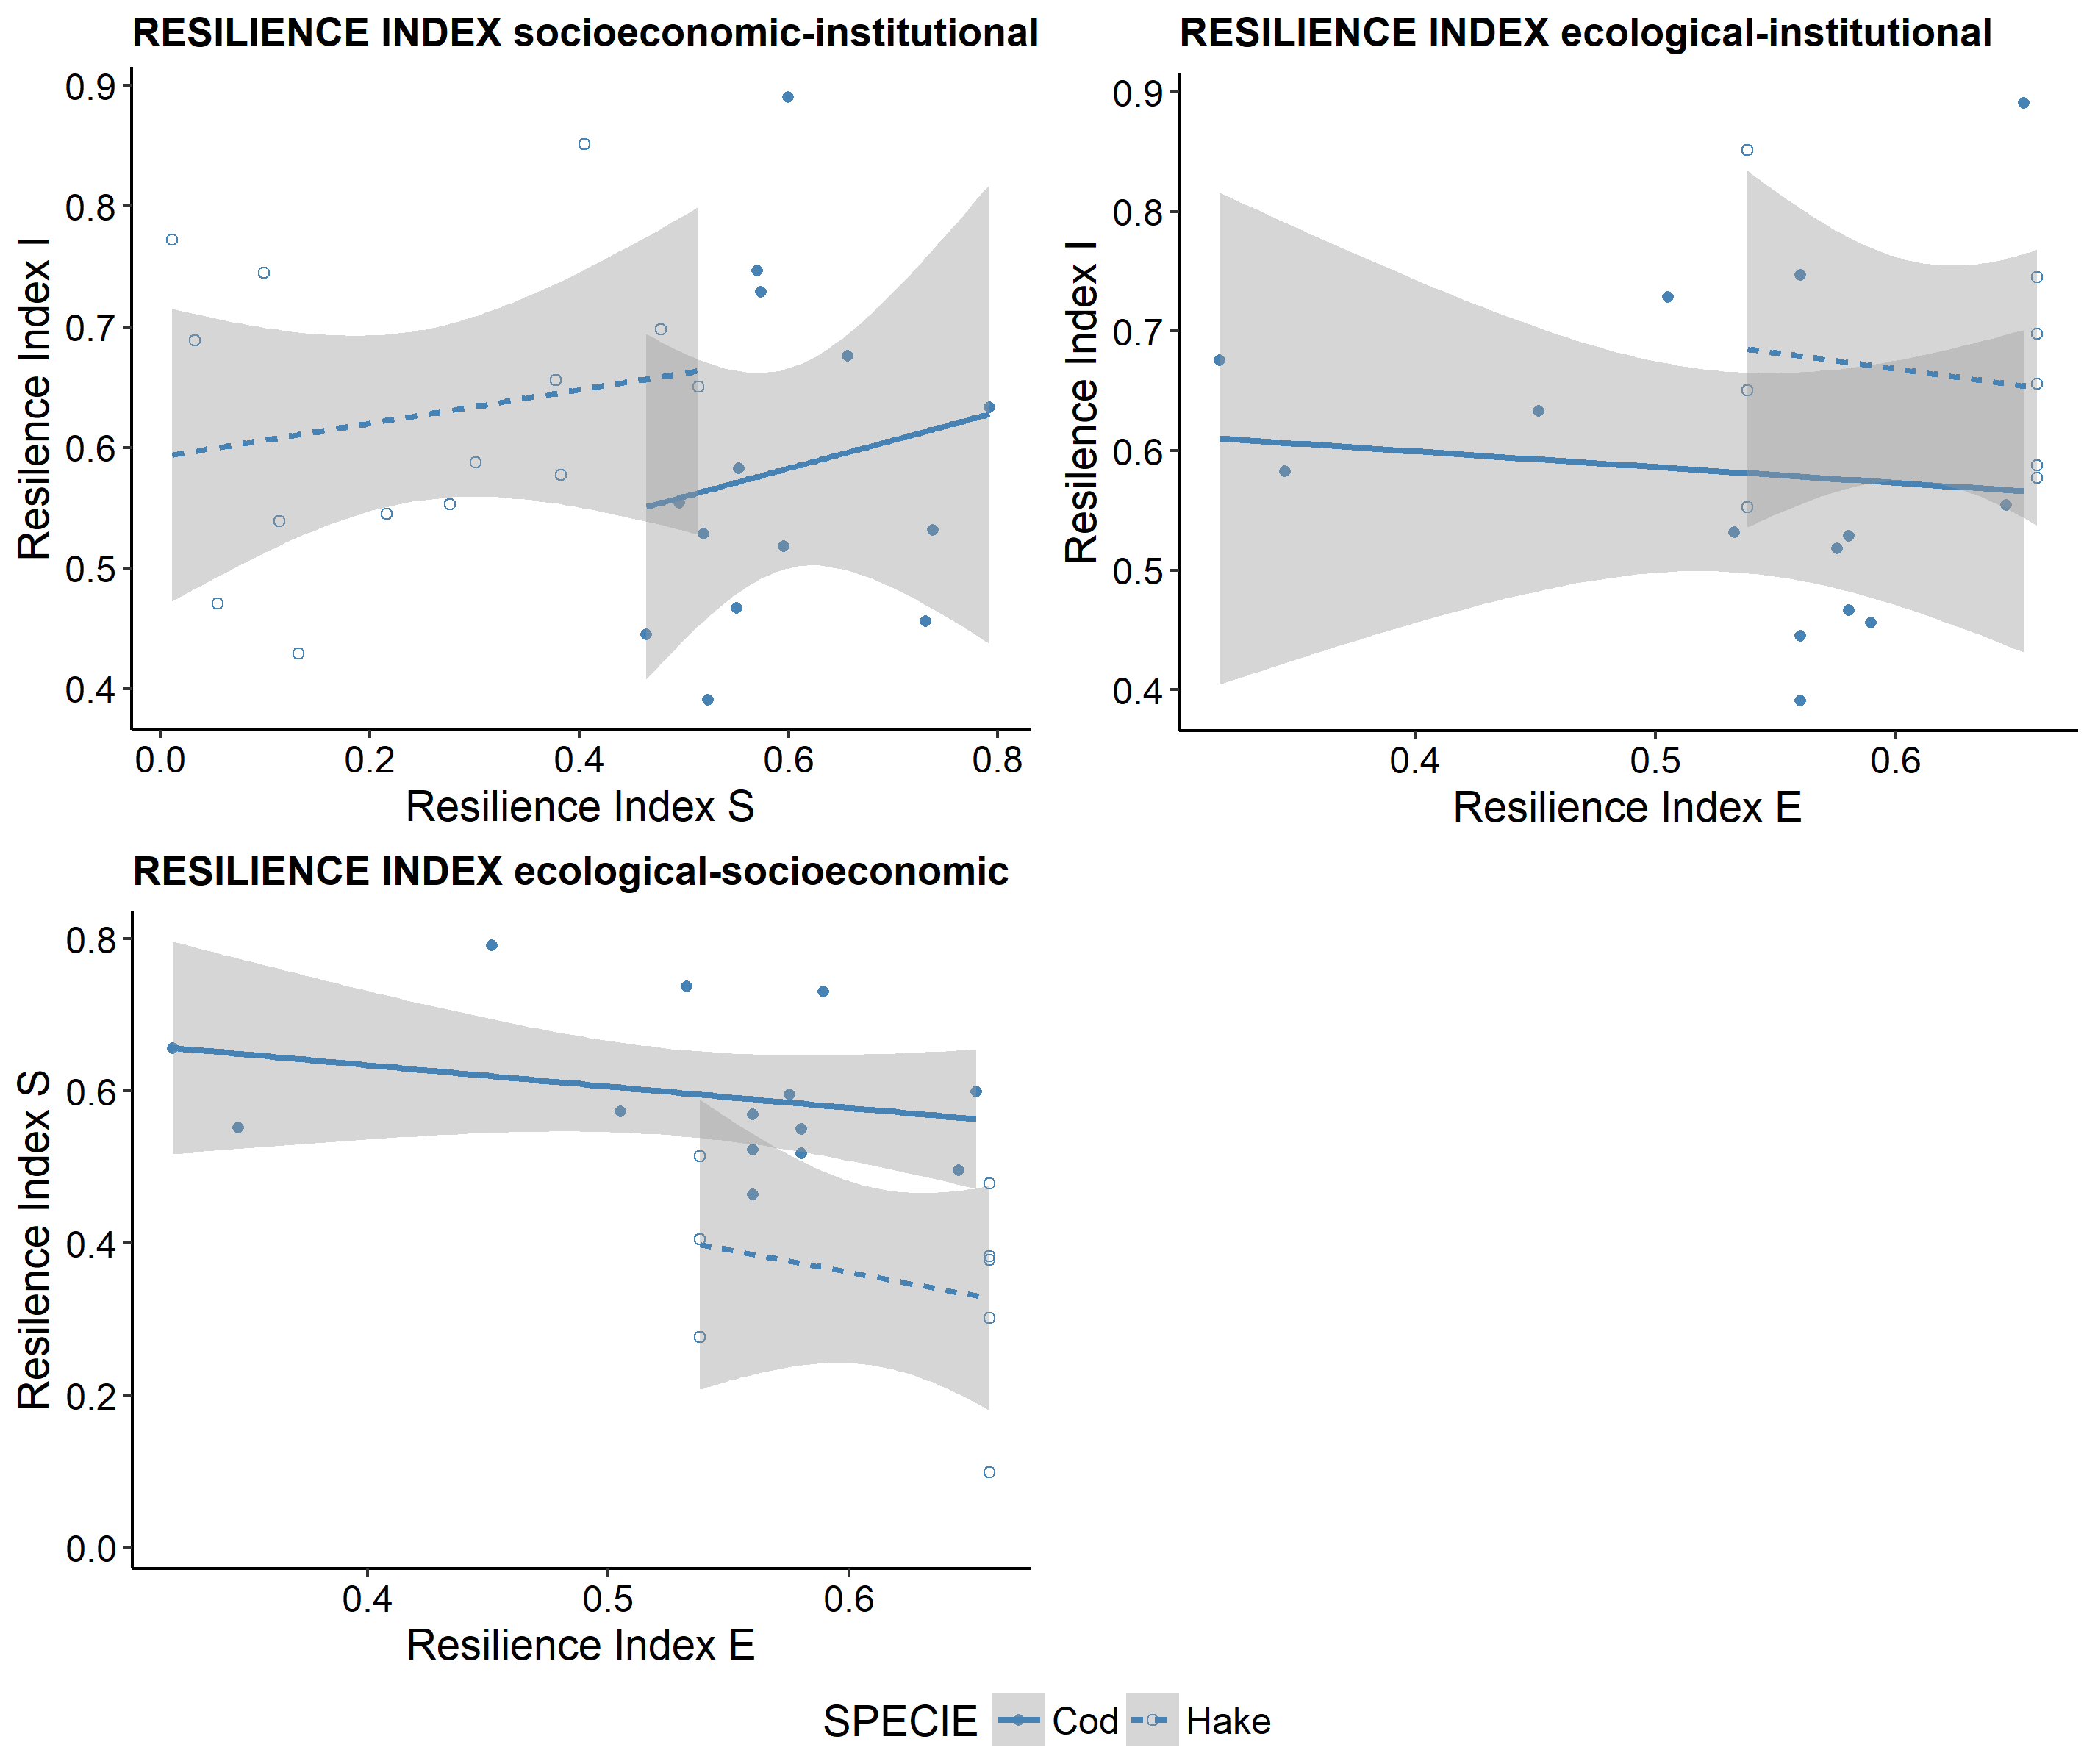 RESILIENCE INDEX socioeconomic-institutional
0.9
0.8
0.7
0.6
0.5
0.4
Resilence Index I
0.0 0.2 0.4 0.6 0.8
Resilience Index S
RESILIENCE INDEX ecological-institutional
0.9
0.8
0.7
0.6
0.5
0.4
Resilience Index I
0.4 0.5 0.6
Resilience Index E
RESILIENCE INDEX ecological-socioeconomic
0.8
0.6
0.4
0.2
0.0
Resilence Index S
0.4 0.5 0.6
Resilience Index E
SPECIE Cod Hake